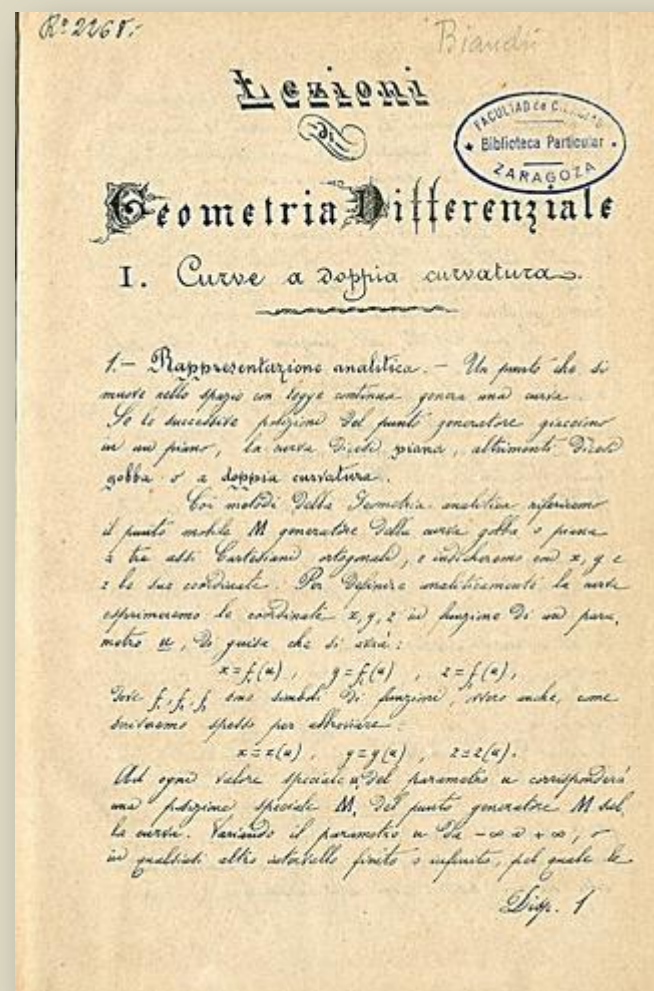 Rº 2268.-
Bianchi
Lezioni
di
FACULTAD de CIENCIAS
Biblioteca Particular
ZARAGOZA
Geometria Differenziale
I. Curve a doppia curvatura.
1.- Rappresentazione analitica. - Un punto che si
muove nello spazio con legge continua genera una curva.
Se le successive posizioni del punto generatore giacciono
in un piano, la curva dicesi piana, altrimenti dicesi
gobba o a doppia curvatura.
Coi metodi della Geometria analitica riferiremo
il punto mobile M generatore della curva gobba o piana
a tre assi Cartesiani ortogonali, e indicheremo con x, y e
z le sue coordinate. Per definire analiticamente la curva
esprimeremo le coordinate x, y, z in funzione di un para,
metro u, di guisa che si avrà:
x=f₁(u), y=f₂(u), z=f₃(u),
dove f₁, f₂, f₃ sono simboli di funzione, ovvero anche, come
scriveremo spesso per abbreviare:
x=x(u), y=y(u), z=z(u).
Ad ogni valore speciale u, del parametro u corrisponderà
una posizione speciale M, del punto generatore M sul,
la curva. Variando il parametro u da -∞ a +∞, o
in qualsiasi altro intervallo finito o infinito, pel quale le
Disp. 1